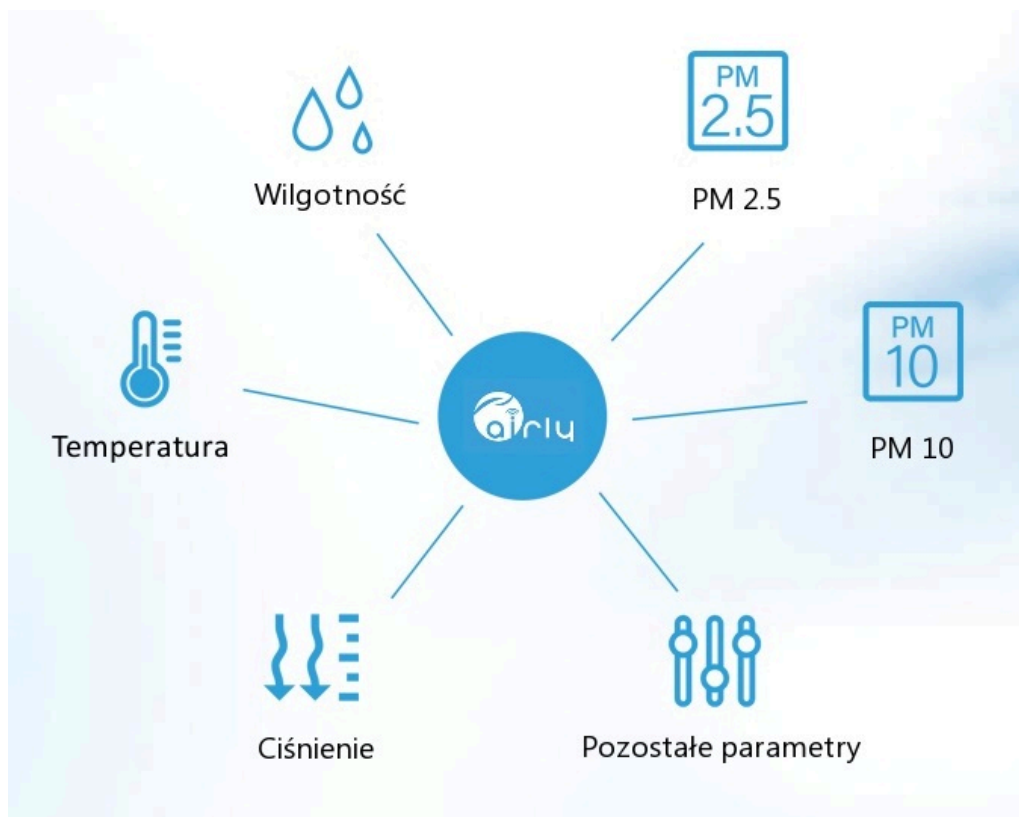 PM
2.5
Wilgotność
PM 2.5
PM
10
airly
Temperatura
PM 10
Ciśnienie
Pozostałe parametry